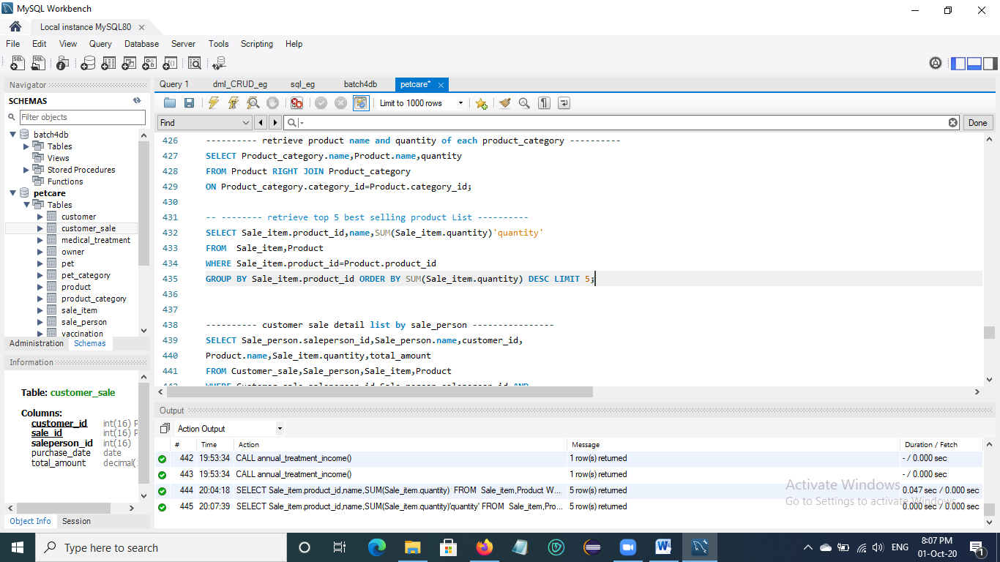 MySQL Workbench
Local instance MySQL80
File Edit View Query Database Server Tools Scripting Help
Navigator
SCHEMAS
Filter objects
batch4db
Tables
Views
Stored Procedures
Functions
petcare
Tables
customer
customer_sale
medical_treatment
owner
pet
pet_category
product
product_category
sale_item
sale_person
vaccination
Administration Schemas
Information
Table: customer_sale
Columns:
customer_id int(16) P
sale_id int(16) P
saleperson_id int(16)
purchase_date date
total_amount decimal(
Object Info Session
Query 1 dml_CRUD_eg sql_eg batch4db petcare*
Limit to 1000 rows
Find Done
426 ---------- retrieve product name and quantity of each product_category ----------
427 SELECT Product_category.name,Product.name,quantity
428 FROM Product RIGHT JOIN Product_category
429 ON Product_category.category_id=Product.category_id;
430
431 -- -------- retrieve top 5 best selling product List ----------
432 SELECT Sale_item.product_id,name,SUM(Sale_item.quantity)'quantity'
433 FROM Sale_item,Product
434 WHERE Sale_item.product_id=Product.product_id
435 GROUP BY Sale_item.product_id ORDER BY SUM(Sale_item.quantity) DESC LIMIT 5;
436
437
438 ---------- customer sale detail list by sale_person ----------------
439 SELECT Sale_person.saleperson_id,Sale_person.name,customer_id,
440 Product.name,Sale_item.quantity,total_amount
441 FROM Customer_sale,Sale_person,Sale_item,Product
442 WHERE Customer_sale.saleperson_id=Sale_person.saleperson_id AND
Output
Action Output
# Time Action Message Duration / Fetch
442 19:53:34 CALL annual_treatment_income() 1 row(s) returned - / 0.000 sec
443 19:53:34 CALL annual_treatment_income() 1 row(s) returned - / 0.000 sec
444 20:04:18 SELECT Sale_item.product_id,name,SUM(Sale_item.quantity) FROM Sale_item,Product W... 5 row(s) returned 0.047 sec / 0.000 sec
445 20:07:39 SELECT Sale_item.product_id,name,SUM(Sale_item.quantity)'quantity' FROM Sale_item,Pro... 5 row(s) returned 0.000 sec / 0.000 sec
Activate Windows
Go to Settings to activate Windows.
Type here to search
ENG
8:07 PM
01-Oct-20
1